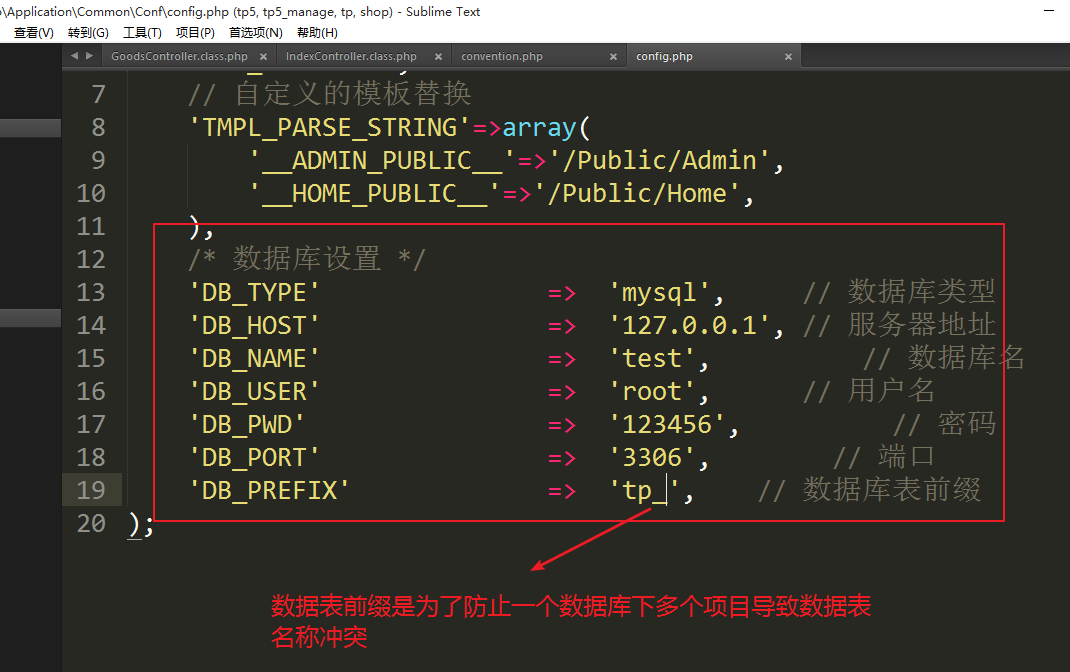 \Application\Common\Conf\config.php (tp5, tp5_manage, tp, shop) - Sublime Text
查看(V) 转到(G) 工具(T) 项目(P) 首选项(N) 帮助(H)
GoodsController.class.php × IndexController.class.php × convention.php × config.php ×
7 // 自定义的模板替换
8 'TMPL_PARSE_STRING'=>array(
9 '__ADMIN_PUBLIC__'=>'/Public/Admin',
10 '__HOME_PUBLIC__'=>'/Public/Home',
11 ),
12 /* 数据库设置 */
13 'DB_TYPE' => 'mysql', // 数据库类型
14 'DB_HOST' => '127.0.0.1', // 服务器地址
15 'DB_NAME' => 'test', // 数据库名
16 'DB_USER' => 'root', // 用户名
17 'DB_PWD' => '123456', // 密码
18 'DB_PORT' => '3306', // 端口
19 'DB_PREFIX' => 'tp_', // 数据库表前缀
20 );
数据表前缀是为了防止一个数据库下多个项目导致数据表
名称冲突